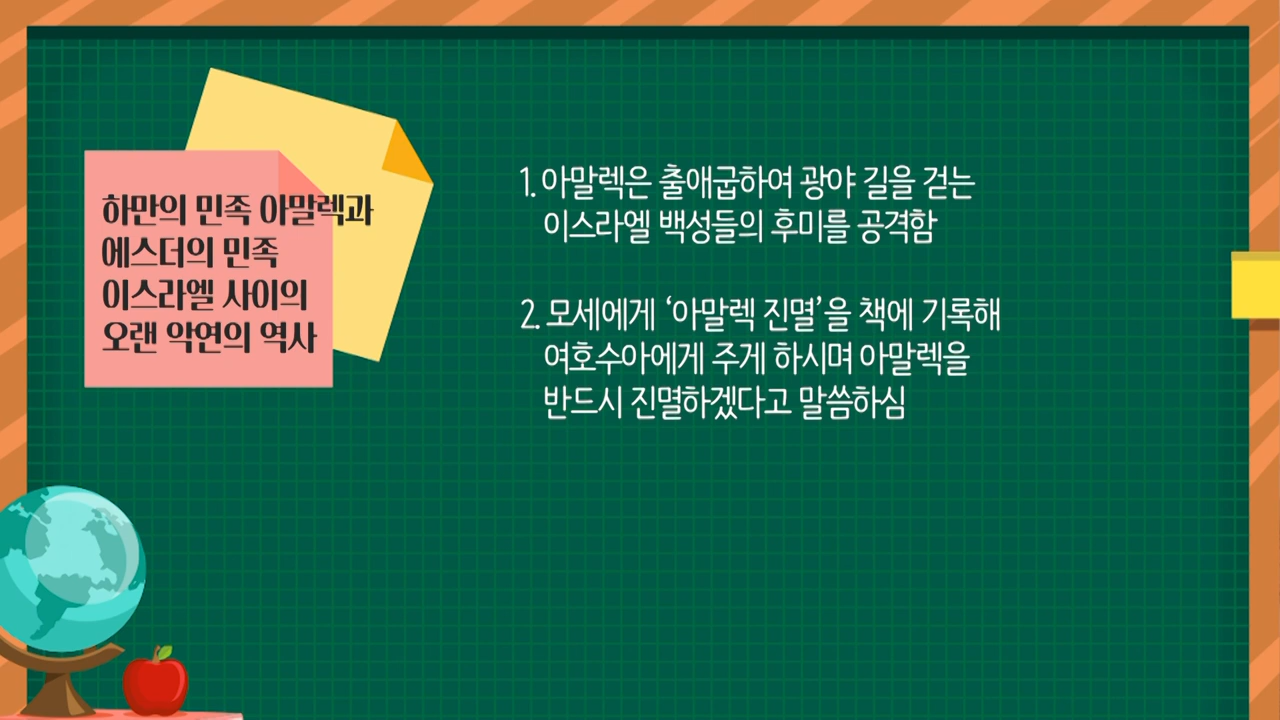 하만의 민족 아말렉과
에스더의 민족
이스라엘 사이의
오랜 악연의 역사
1. 아말렉은 출애굽하여 광야 길을 걷는
이스라엘 백성들의 후미를 공격함
2. 모세에게 ‘아말렉 진멸’을 책에 기록해
여호수아에게 주게 하시며 아말렉을
반드시 진멸하겠다고 말씀하심